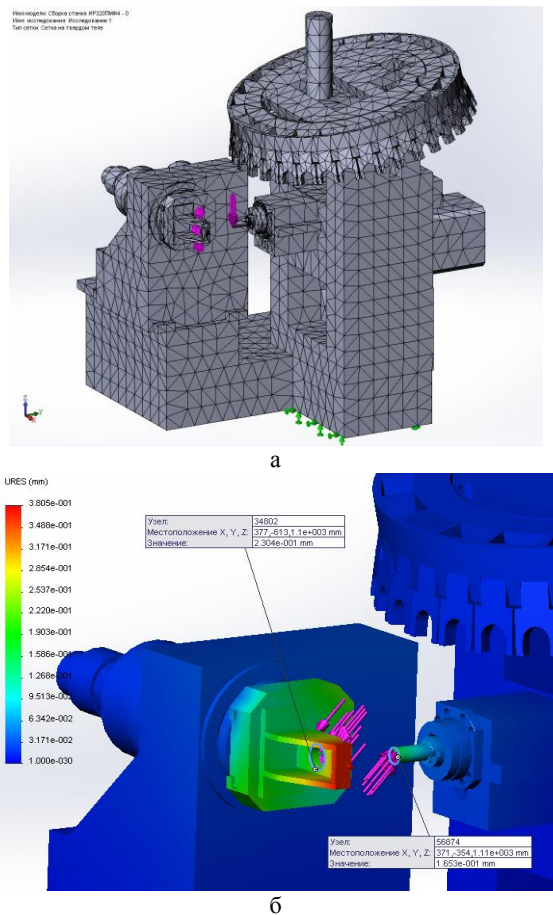 Имя модели: Сборка станка ИР320ПМФ4 - D
Имя исследования: Исследование 1
Тип сетки: Сетка на твердом теле
Z
Y
X
а
URES (mm)
3.805e-001
3.488e-001
3.171e-001
2.854e-001
2.537e-001
2.220e-001
1.903e-001
1.586e-001
1.268e-001
9.513e-002
6.342e-002
3.171e-002
1.000e-030
Узел: 34802
Местоположение X, Y, Z: 377,-613,1.1e+003 mm
Значение: 2.304e-001 mm
Узел: 56874
Местоположение X, Y, Z: 371,-354,1.11e+003 mm
Значение: 1.653e-001 mm
б